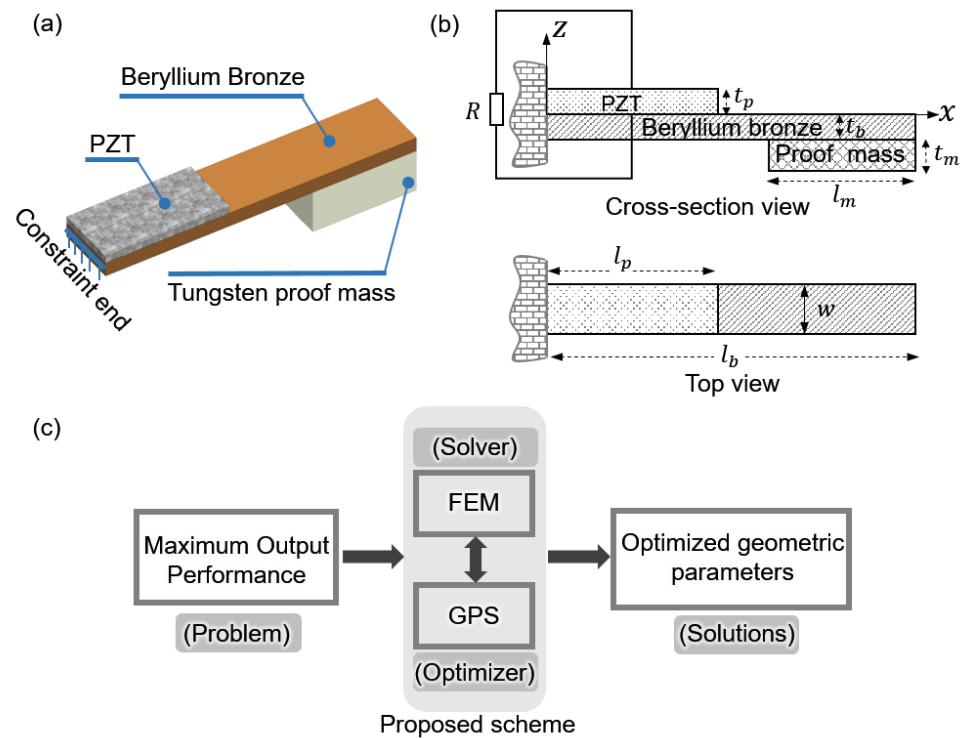 (a)
Beryllium Bronze
PZT
Constraint end
Tungsten proof mass
(b)
z
R
PZT
t_p
x
Beryllium bronze
t_b
Proof mass
t_m
l_m
Cross-section view
l_p
w
l_b
Top view
(c)
(Solver)
FEM
Maximum Output
Performance
(Problem)
GPS
(Optimizer)
Proposed scheme
Optimized geometric
parameters
(Solutions)